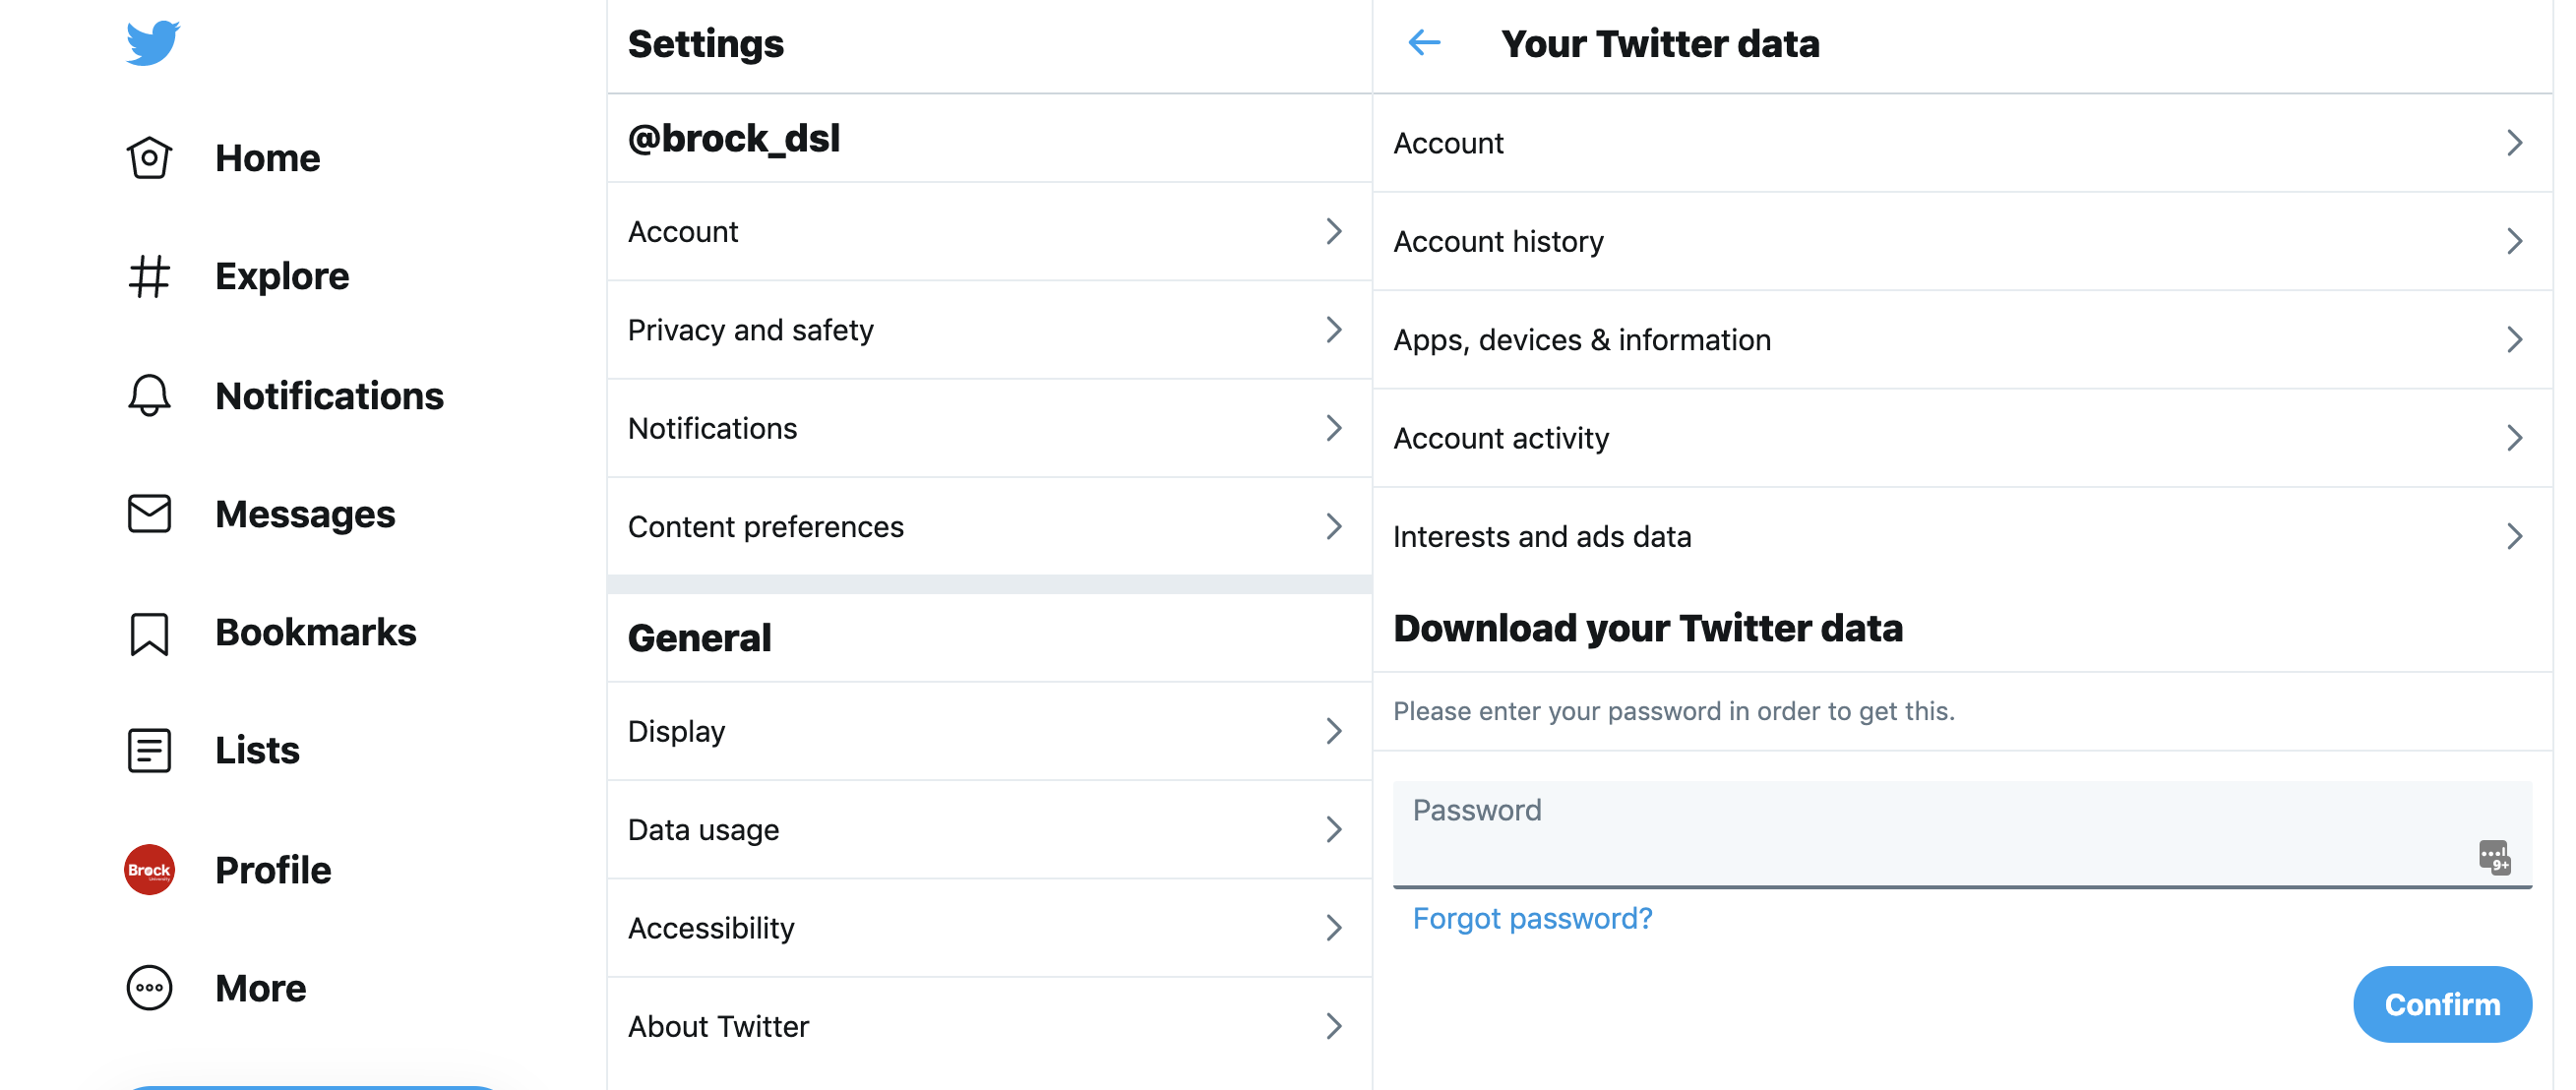 Home
Explore
Notifications
Messages
Bookmarks
Lists
Brock
Profile
More
Settings
@brock_dsl
Account
Privacy and safety
Notifications
Content preferences
General
Display
Data usage
Accessibility
About Twitter
Your Twitter data
Account
Account history
Apps, devices & information
Account activity
Interests and ads data
Download your Twitter data
Please enter your password in order to get this.
Password
9+
Forgot password?
Confirm